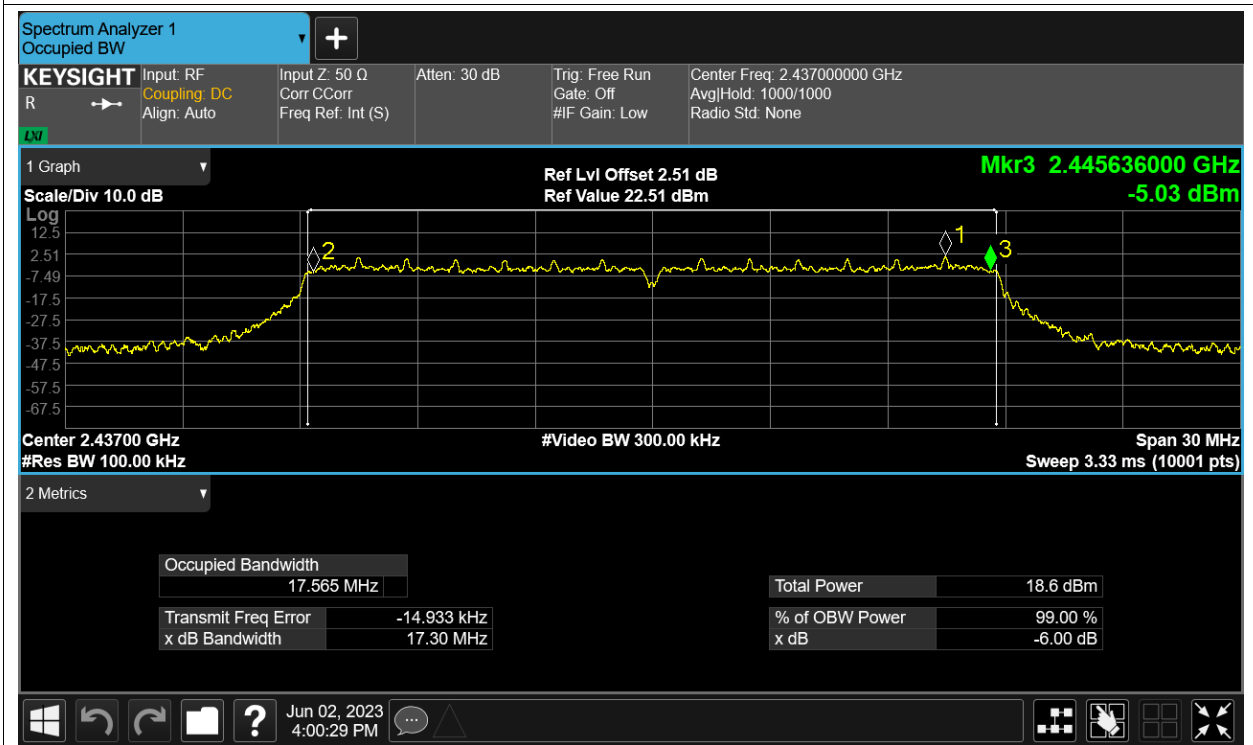 Spectrum Analyzer 1
Occupied BW
KEYSIGHT
R
LXI
Input: RF
Coupling: DC
Align: Auto
Input Z: 50 Ω
Corr CCorr
Freq Ref: Int (S)
Atten: 30 dB
Trig: Free Run
Gate: Off
#IF Gain: Low
Center Freq: 2.437000000 GHz
Avg|Hold: 1000/1000
Radio Std: None
1 Graph
Scale/Div 10.0 dB
Ref Lvl Offset 2.51 dB
Ref Value 22.51 dBm
Mkr3 2.445636000 GHz
-5.03 dBm
Log
12.5
2.51
-7.49
-17.5
-27.5
-37.5
-47.5
-57.5
-67.5
2
1
3
Center 2.43700 GHz
#Video BW 300.00 kHz
Span 30 MHz
#Res BW 100.00 kHz
Sweep 3.33 ms (10001 pts)
2 Metrics
Occupied Bandwidth
17.565 MHz
Transmit Freq Error -14.933 kHz
x dB Bandwidth 17.30 MHz
Total Power 18.6 dBm
% of OBW Power 99.00 %
x dB -6.00 dB
?
Jun 02, 2023
4:00:29 PM